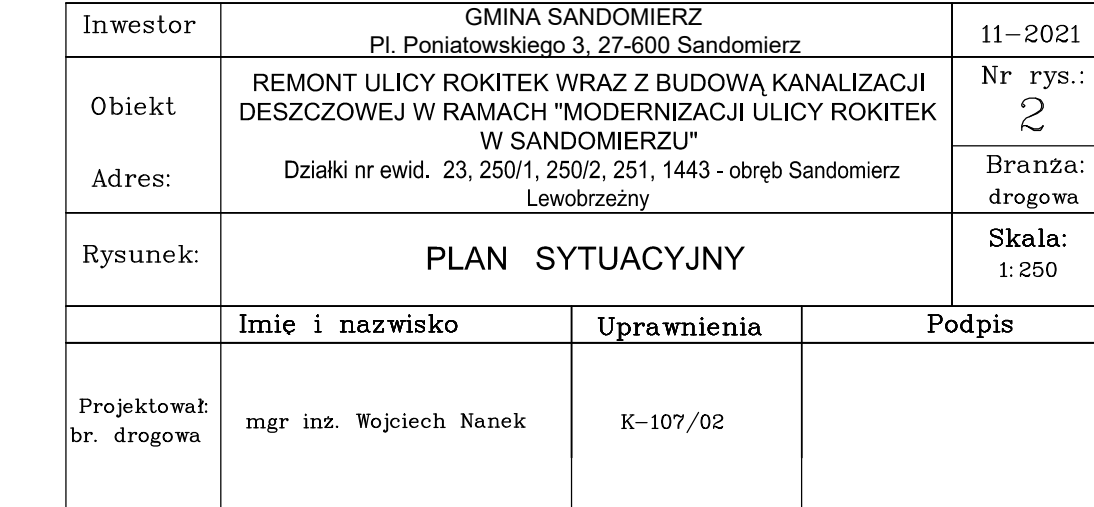 Inwestor
GMINA SANDOMIERZ
Pl. Poniatowskiego 3, 27-600 Sandomierz
11-2021
Obiekt
Adres:
REMONT ULICY ROKITEK WRAZ Z BUDOWĄ KANALIZACJI
DESZCZOWEJ W RAMACH "MODERNIZACJI ULICY ROKITEK
W SANDOMIERZU"
Działki nr ewid. 23, 250/1, 250/2, 251, 1443 - obręb Sandomierz
Lewobrzeżny
Nr rys.:
2
Branża:
drogowa
Rysunek:
PLAN SYTUACYJNY
Skala:
1:250
Imię i nazwisko
Uprawnienia
Podpis
Projektował:
br. drogowa
mgr inż. Wojciech Nanek
K-107/02